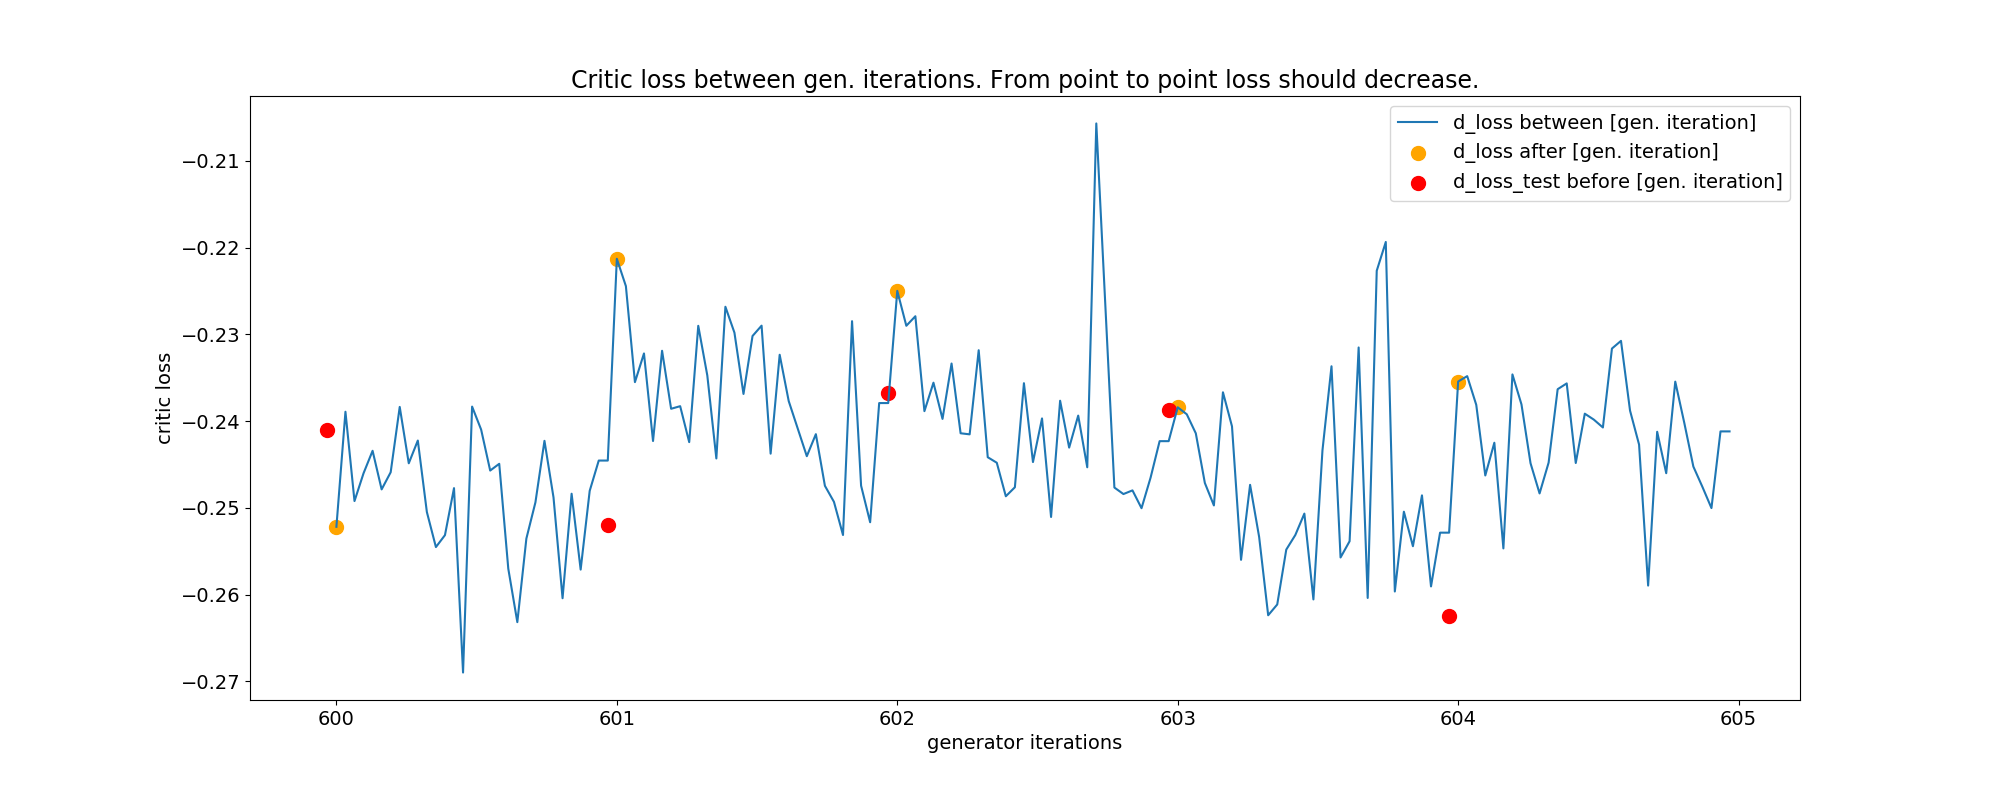 Critic loss between gen. iterations. From point to point loss should decrease.
d_loss between [gen. iteration]
d_loss after [gen. iteration]
d_loss_test before [gen. iteration]
critic loss
−0.21
−0.22
−0.23
−0.24
−0.25
−0.26
−0.27
600 601 602 603 604 605
generator iterations